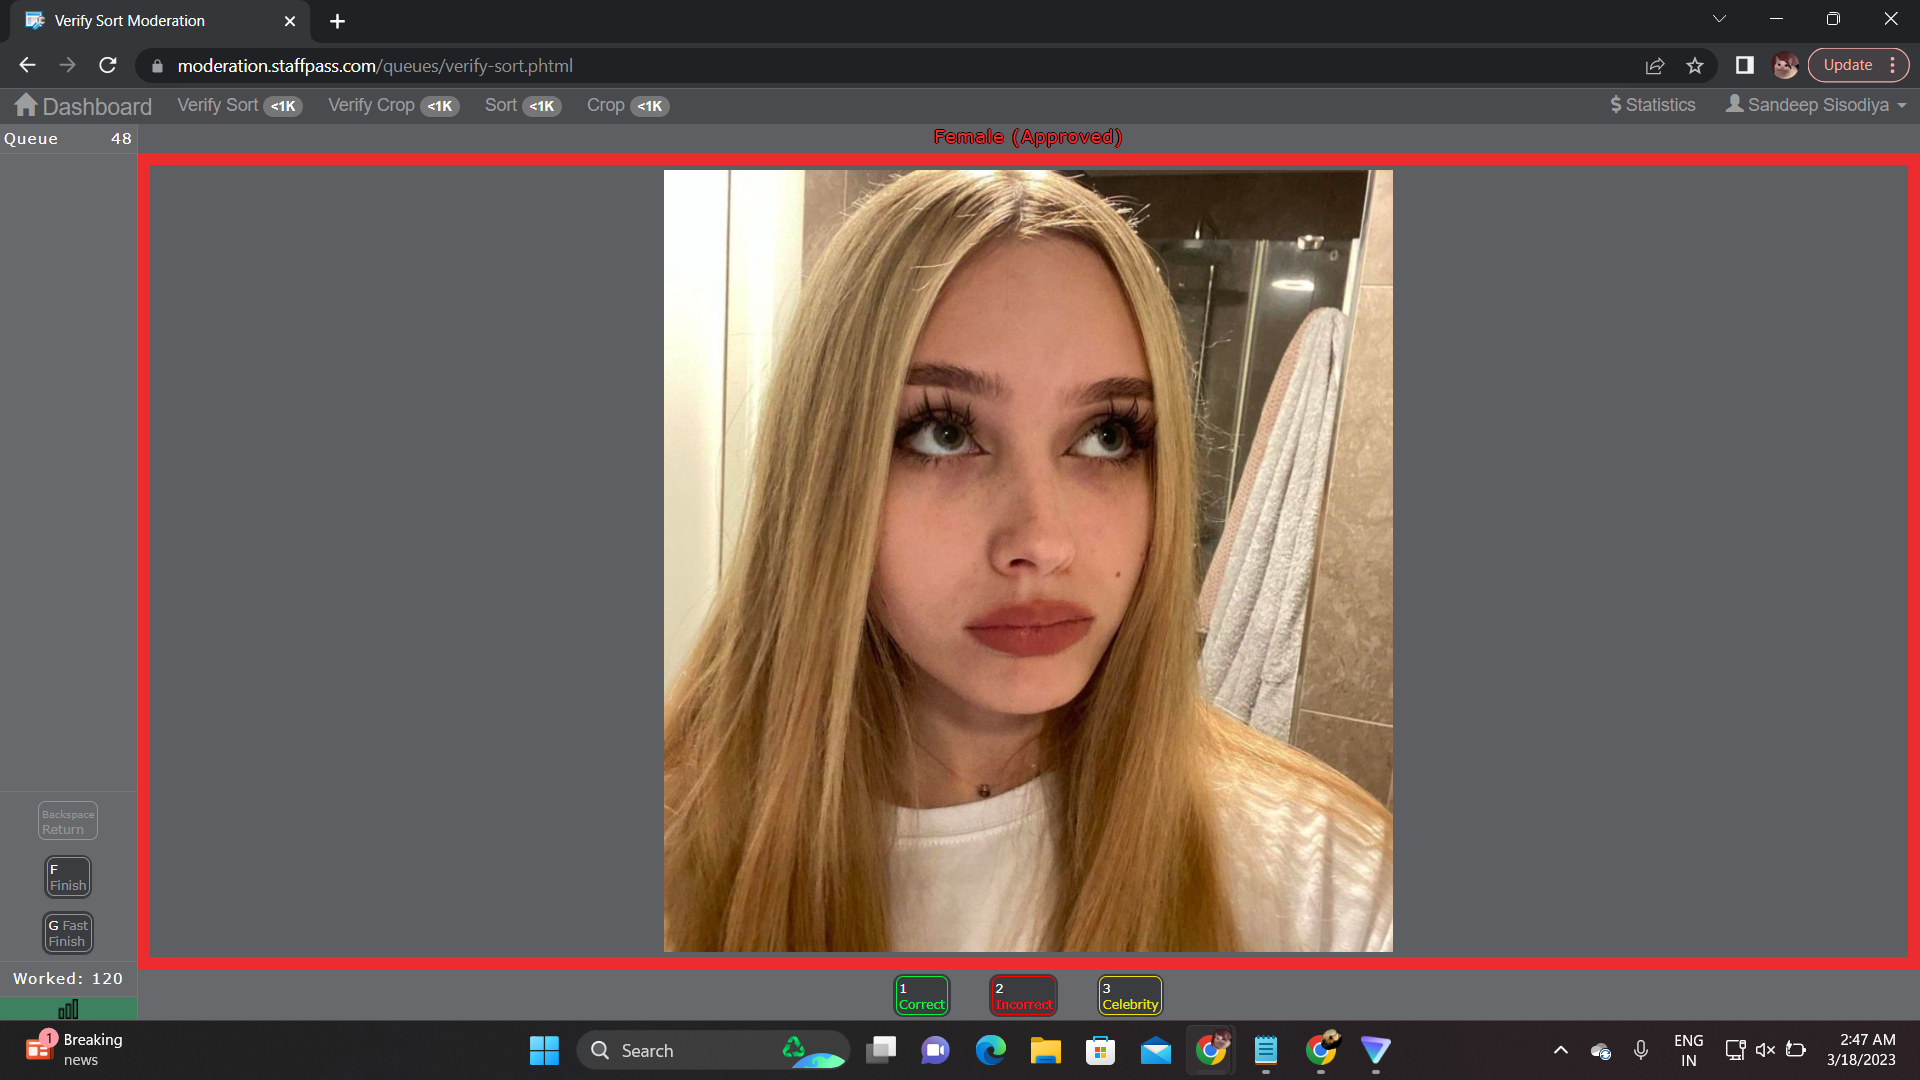 Verify Sort Moderation
moderation.staffpass.com/queues/verify-sort.phtml
Update
Dashboard
Verify Sort <1K
Verify Crop <1K
Sort <1K
Crop <1K
$ Statistics
Sandeep Sisodiya
Queue 48
Female (Approved)
Backspace
Return
F
Finish
G Fast
Finish
Worked: 120
1
Correct
2
Incorrect
3
Celebrity
1
Breaking
news
Search
ENG
IN
2:47 AM
3/18/2023